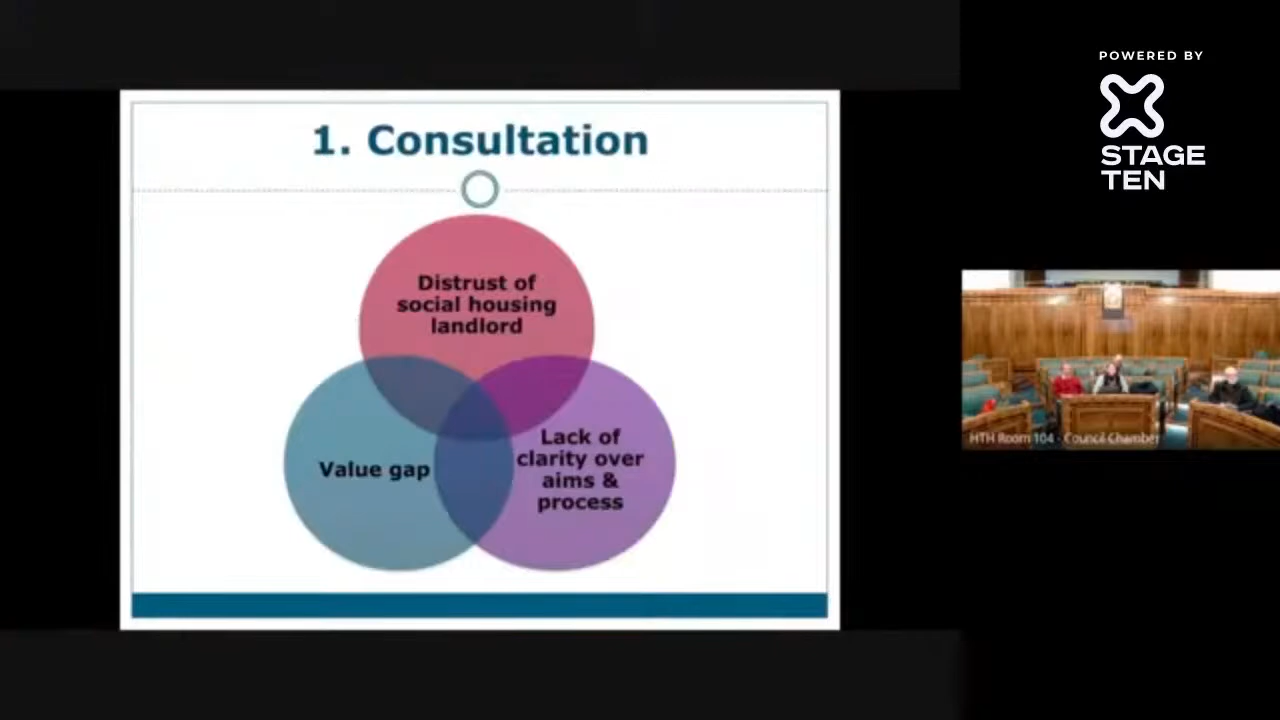 1. Consultation
Distrust of
social housing
landlord
Value gap
Lack of
clarity over
aims &
process
POWERED BY
STAGE
TEN
HTH Room 104 - Council Chamber